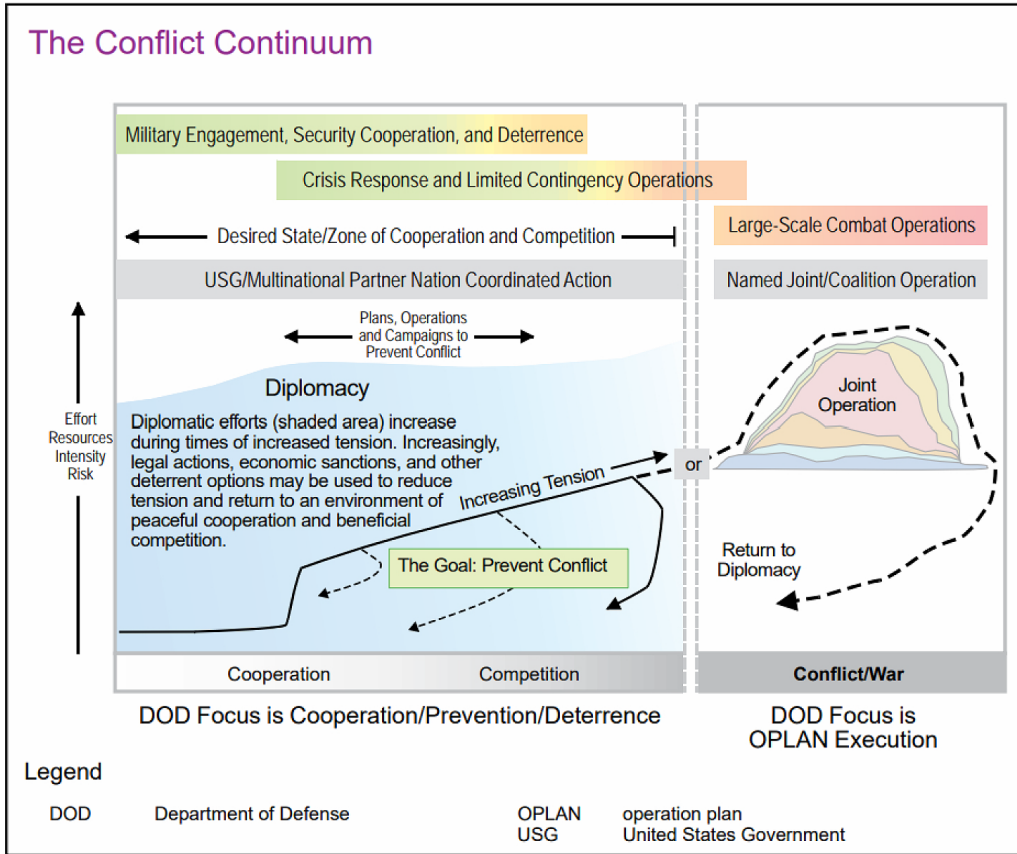 The Conflict Continuum
Military Engagement, Security Cooperation, and Deterrence
Crisis Response and Limited Contingency Operations
Desired State/Zone of Cooperation and Competition
Large-Scale Combat Operations
USG/Multinational Partner Nation Coordinated Action
Named Joint/Coalition Operation
Plans, Operations
and Campaigns to
Prevent Conflict
Effort
Resources
Intensity
Risk
Diplomacy
Diplomatic efforts (shaded area) increase
during times of increased tension. Increasingly,
legal actions, economic sanctions, and other
deterrent options may be used to reduce
tension and return to an environment of
peaceful cooperation and beneficial
competition.
Increasing Tension
or
Joint
Operation
The Goal: Prevent Conflict
Return to
Diplomacy
Cooperation
Competition
Conflict/War
DOD Focus is Cooperation/Prevention/Deterrence
DOD Focus is
OPLAN Execution
Legend
DOD Department of Defense
OPLAN operation plan
USG United States Government